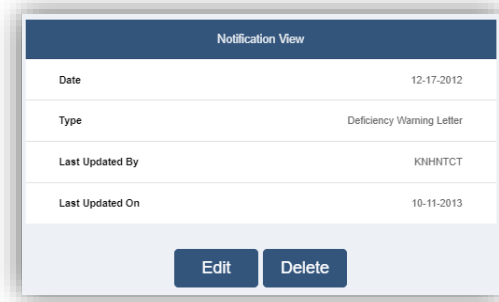 Notification View
Date 12-17-2012
Type Deficiency Warning Letter
Last Updated By KNHNTCT
Last Updated On 10-11-2013
Edit Delete